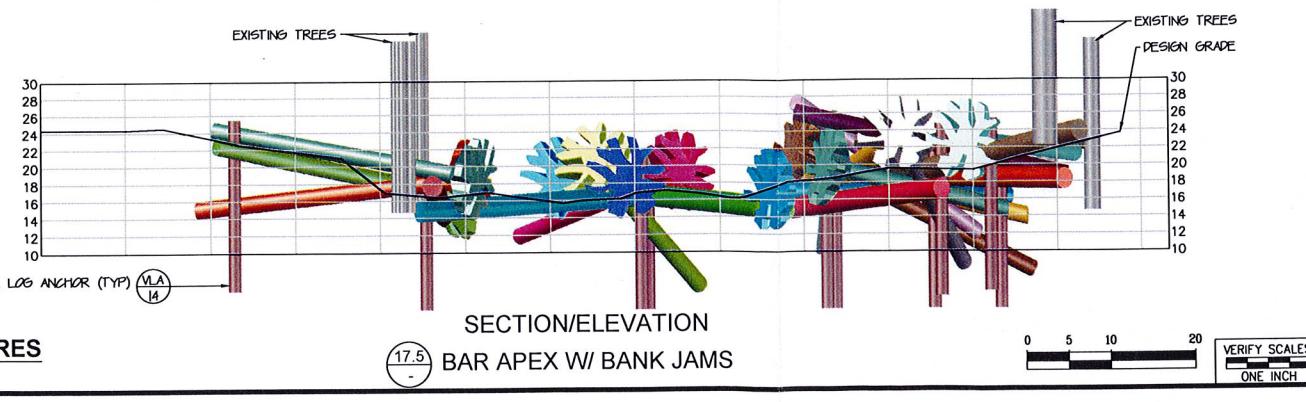 EXISTING TREES
EXISTING TREES
DESIGN GRADE
30
28
26
24
22
20
18
16
14
12
10
30
28
26
24
22
20
18
16
14
12
10
LOG ANCHOR (TYP) VLA
14
SECTION/ELEVATION
17.5
-
BAR APEX W/ BANK JAMS
RES
0 5 10 20
VERIFY SCALES
ONE INCH